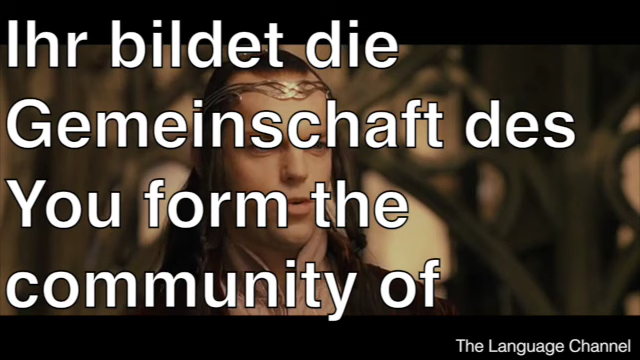 Ihr bildet die
Gemeinschaft des
You form the
community of
The Language Channel